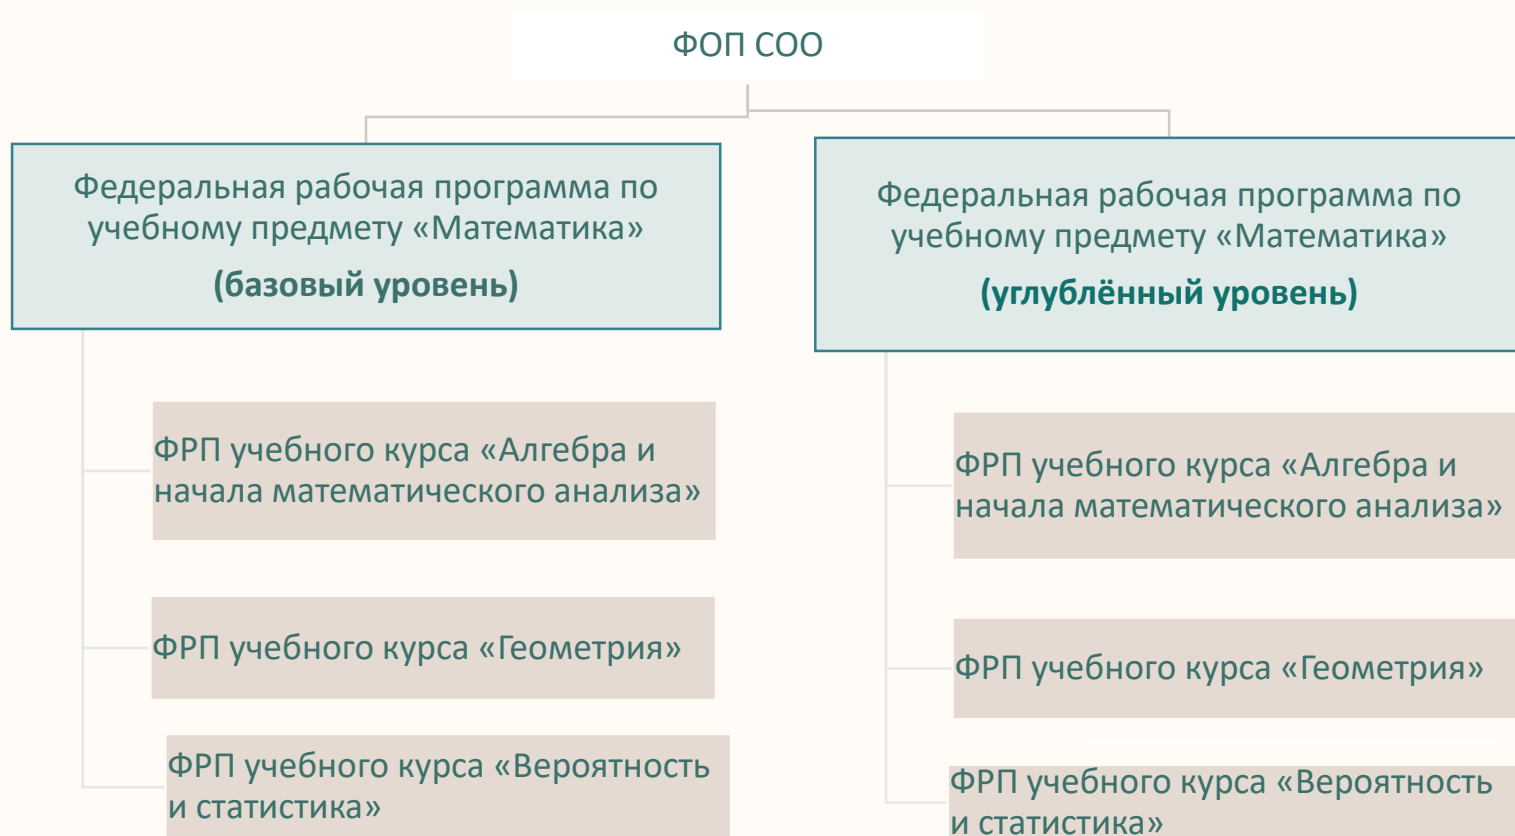 ФОП СОО
Федеральная рабочая программа по
учебному предмету «Математика»
(базовый уровень)
ФРП учебного курса «Алгебра и
начала математического анализа»
ФРП учебного курса «Геометрия»
ФРП учебного курса «Вероятность
и статистика»
Федеральная рабочая программа по
учебному предмету «Математика»
(углублённый уровень)
ФРП учебного курса «Алгебра и
начала математического анализа»
ФРП учебного курса «Геометрия»
ФРП учебного курса «Вероятность
и статистика»